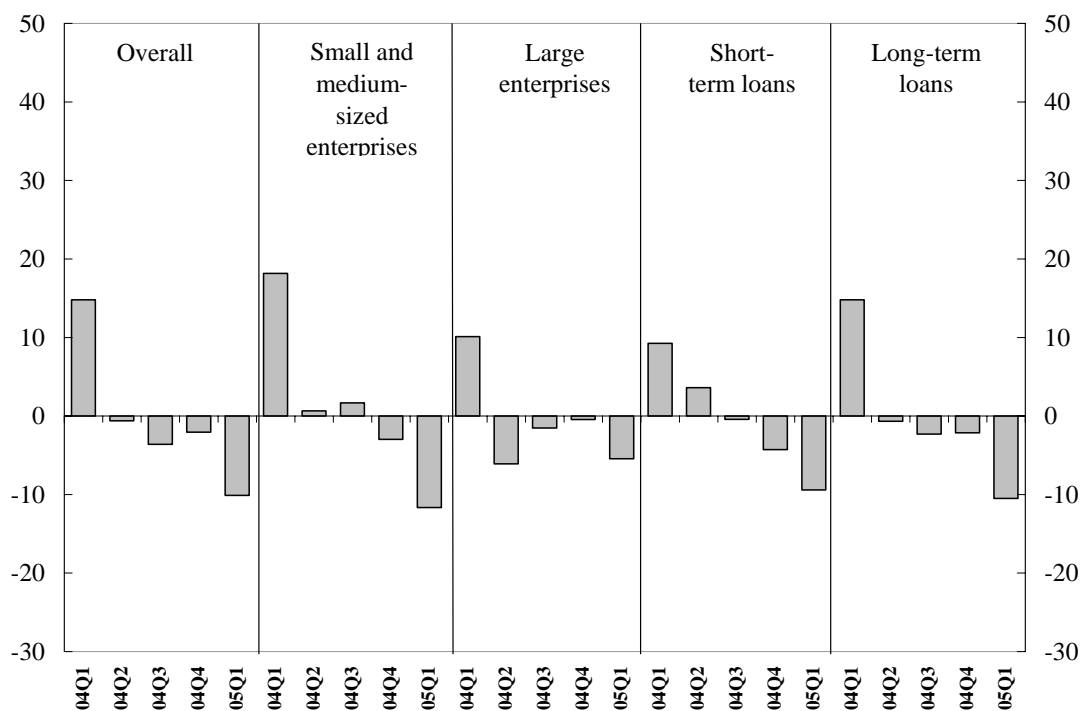 50
40
30
20
10
0
-10
-20
-30
Overall
Small and
medium-
sized
enterprises
Large
enterprises
Short-
term loans
Long-term
loans
50
40
30
20
10
0
-10
-20
-30
04Q1
04Q2
04Q3
04Q4
05Q1
04Q1
04Q2
04Q3
04Q4
05Q1
04Q1
04Q2
04Q3
04Q4
05Q1
04Q1
04Q2
04Q3
04Q4
05Q1
04Q1
04Q2
04Q3
04Q4
05Q1